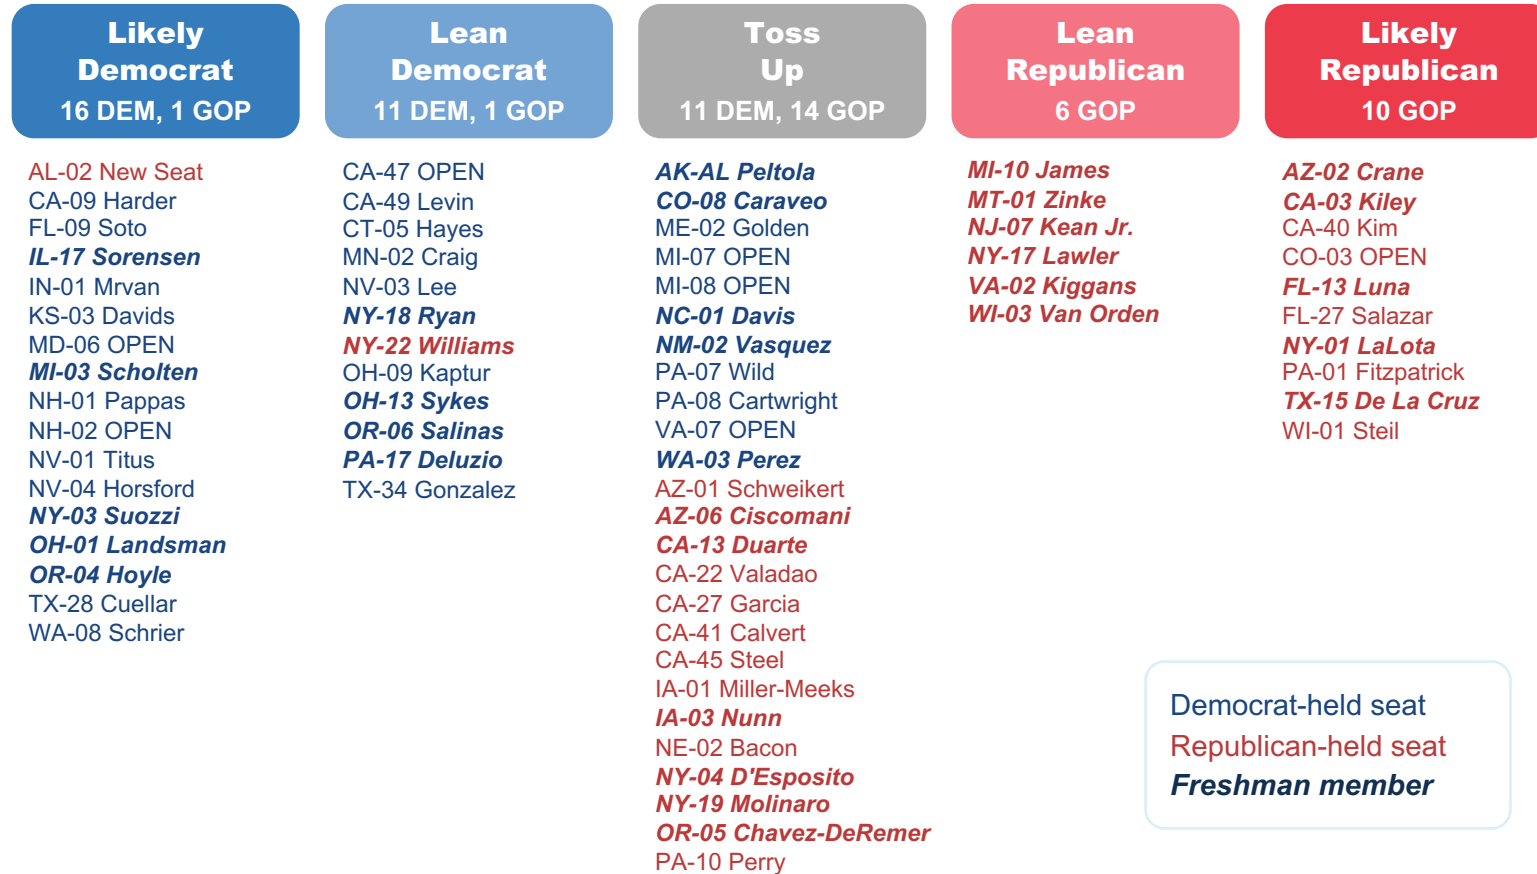 Likely
Democrat
16 DEM, 1 GOP
AL-02 New Seat
CA-09 Harder
FL-09 Soto
IL-17 Sorensen
IN-01 Mrvan
KS-03 Davids
MD-06 OPEN
MI-03 Scholten
NH-01 Pappas
NH-02 OPEN
NV-01 Titus
NV-04 Horsford
NY-03 Suozzi
OH-01 Landsman
OR-04 Hoyle
TX-28 Cuellar
WA-08 Schrier
Lean
Democrat
11 DEM, 1 GOP
CA-47 OPEN
CA-49 Levin
CT-05 Hayes
MN-02 Craig
NV-03 Lee
NY-18 Ryan
NY-22 Williams
OH-09 Kaptur
OH-13 Sykes
OR-06 Salinas
PA-17 Deluzio
TX-34 Gonzalez
Toss
Up
11 DEM, 14 GOP
AK-AL Peltola
CO-08 Caraveo
ME-02 Golden
MI-07 OPEN
MI-08 OPEN
NC-01 Davis
NM-02 Vasquez
PA-07 Wild
PA-08 Cartwright
VA-07 OPEN
WA-03 Perez
AZ-01 Schweikert
AZ-06 Ciscomani
CA-13 Duarte
CA-22 Valadao
CA-27 Garcia
CA-41 Calvert
CA-45 Steel
IA-01 Miller-Meeks
IA-03 Nunn
NE-02 Bacon
NY-04 D'Esposito
NY-19 Molinaro
OR-05 Chavez-DeRemer
PA-10 Perry
Lean
Republican
6 GOP
MI-10 James
MT-01 Zinke
NJ-07 Kean Jr.
NY-17 Lawler
VA-02 Kiggans
WI-03 Van Orden
Likely
Republican
10 GOP
AZ-02 Crane
CA-03 Kiley
CA-40 Kim
CO-03 OPEN
FL-13 Luna
FL-27 Salazar
NY-01 LaLota
PA-01 Fitzpatrick
TX-15 De La Cruz
WI-01 Steil
Democrat-held seat
Republican-held seat
Freshman member